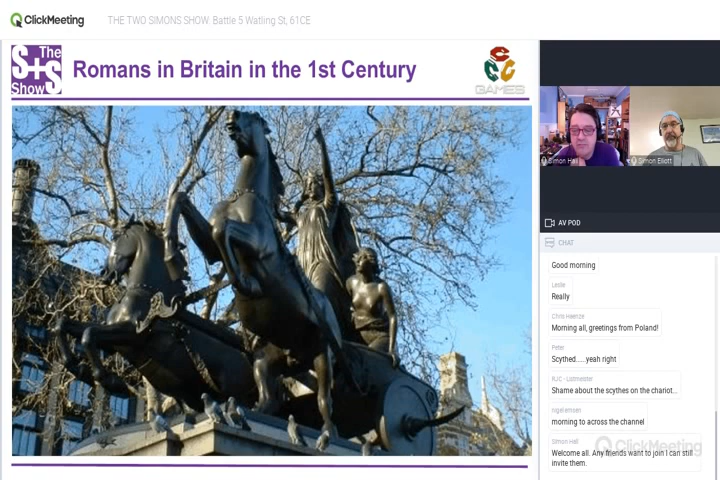 ClickMeeting
THE TWO SIMONS SHOW: Battle 5 Watling St, 61CE
The
S+S
Show
Romans in Britain in the 1st Century
SCC
GAMES
Simon Hall
Simon Elliott
AV POD
CHAT
Good morning
Leslie
Really
Chris Heinze
Morning all, greetings from Poland!
Peter
Scythed.....yeah right
RJC - Lostmeister
Shame about the scythes on the chariot...
nigelemsen
morning to across the channel
Simon Hall
Welcome all. Any friends want to join I can still
invite them.
ClickMeeting